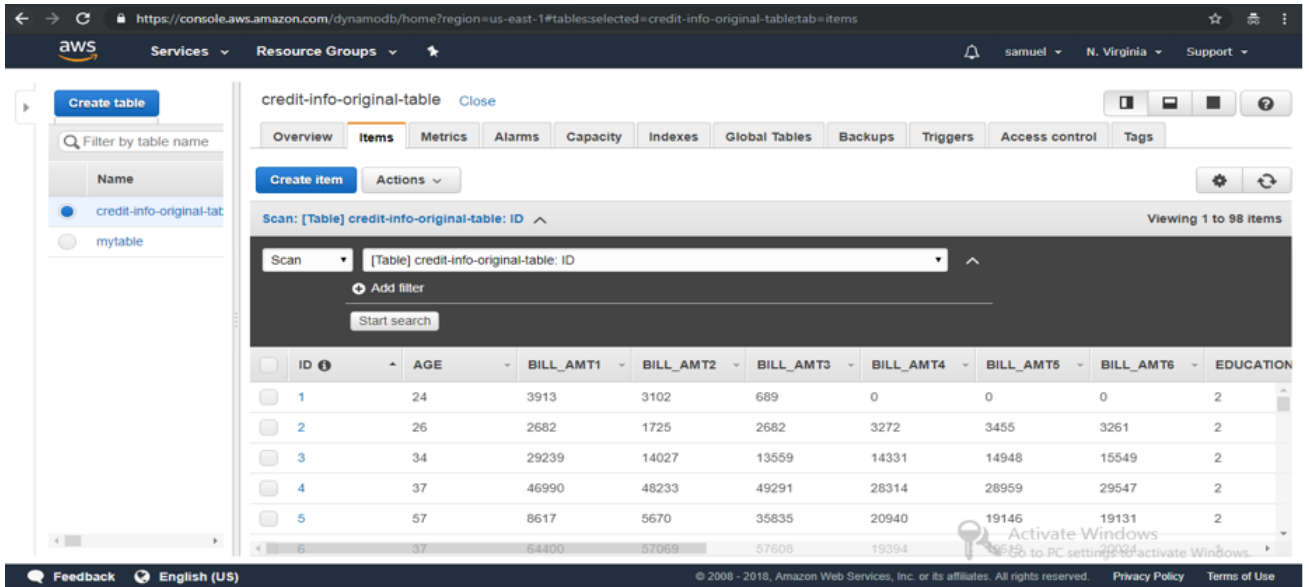 https://console.aws.amazon.com/dynamodb/home?region=us-east-1#tables:selected=credit-info-original-table;tab=items
aws Services Resource Groups samuel N. Virginia Support
Create table
Filter by table name
Name
credit-info-original-tab
mytable
credit-info-original-table Close
Overview Items Metrics Alarms Capacity Indexes Global Tables Backups Triggers Access control Tags
Create item Actions
Scan: [Table] credit-info-original-table: ID Viewing 1 to 98 items
Scan [Table] credit-info-original-table: ID
Add filter
Start search
ID AGE BILL_AMT1 BILL_AMT2 BILL_AMT3 BILL_AMT4 BILL_AMT5 BILL_AMT6 EDUCATION
1 24 3913 3102 689 0 0 0 2
2 26 2682 1725 2682 3272 3455 3261 2
3 34 29239 14027 13559 14331 14948 15549 2
4 37 46990 48233 49291 28314 28959 29547 2
5 57 8617 5670 35835 20940 19146 19131 2
6 37 64400 57069 57608 19394
Activate Windows
Go to PC settings to activate Windows.
Feedback English (US) © 2008 - 2018, Amazon Web Services, Inc. or its affiliates. All rights reserved. Privacy Policy Terms of Use